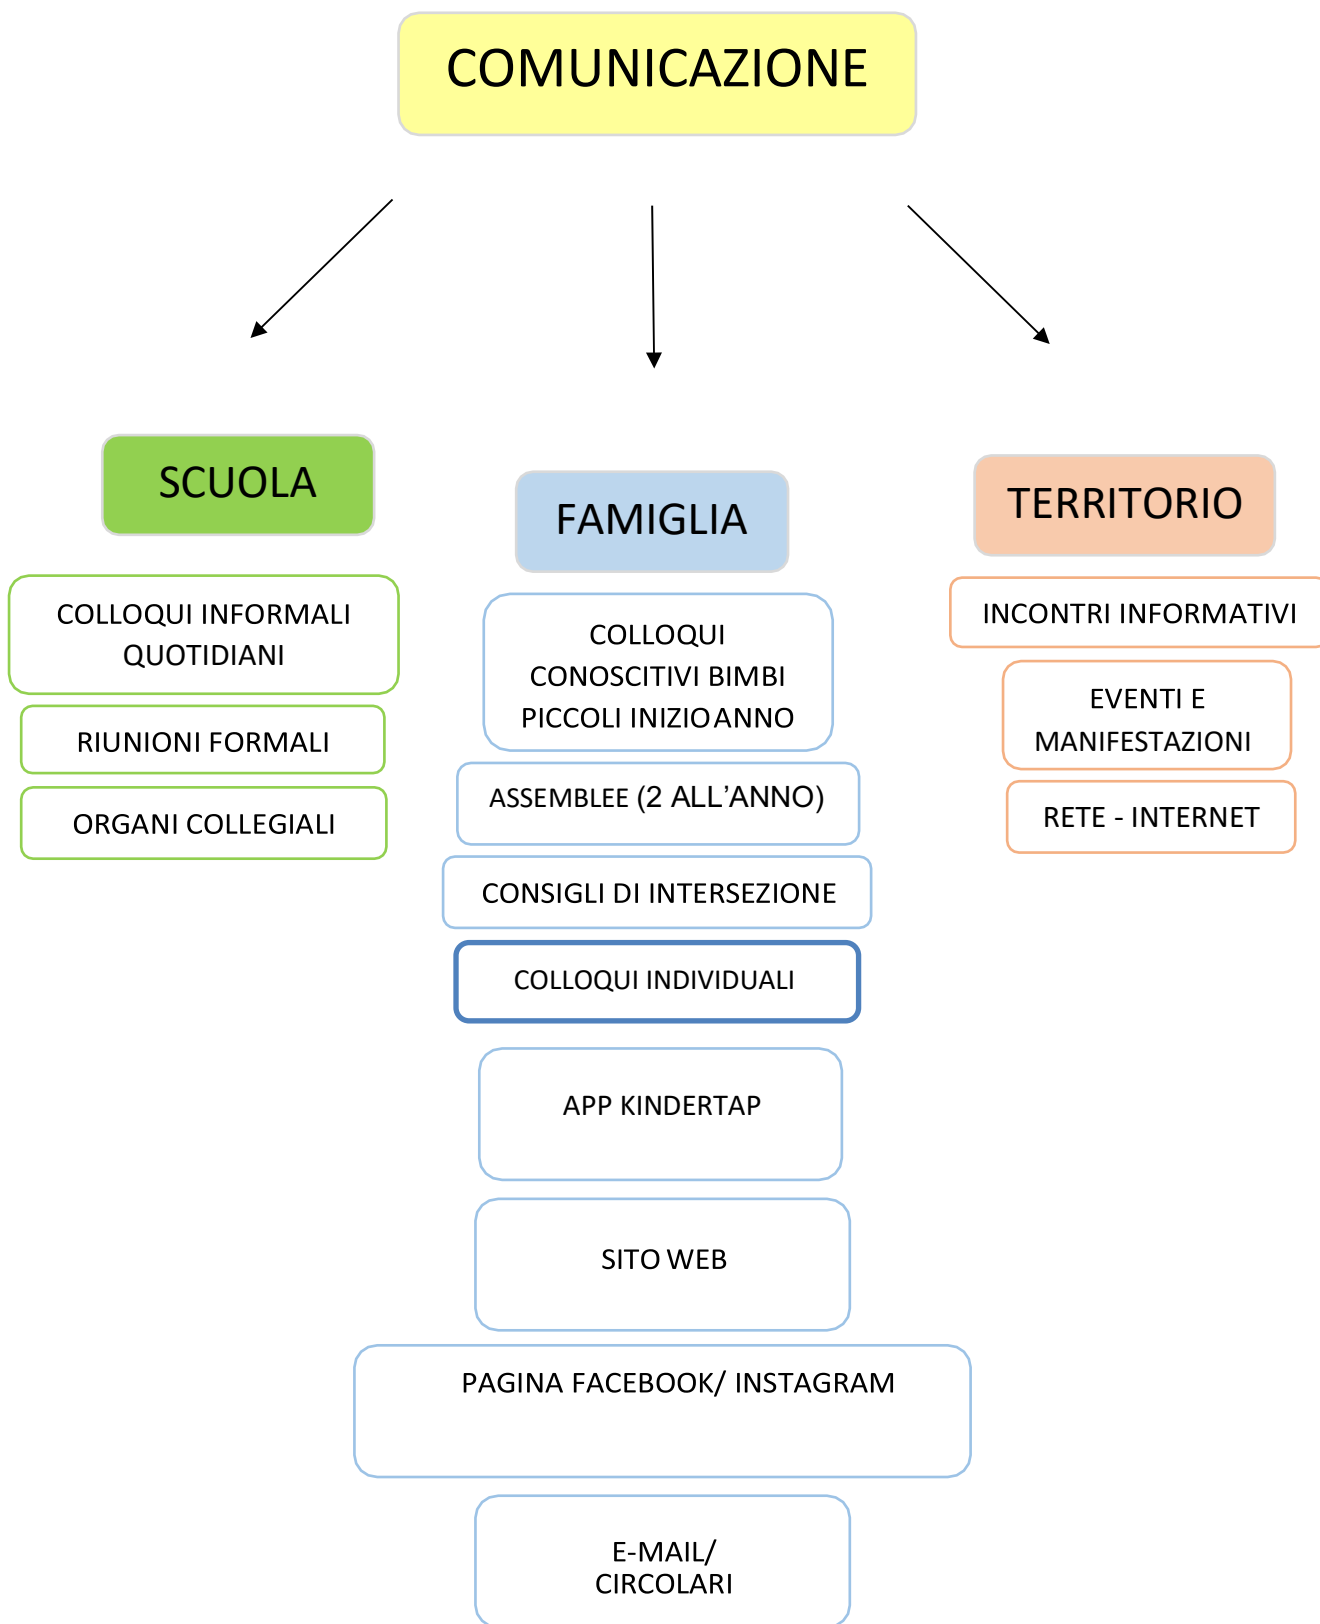 COMUNICAZIONE
SCUOLA
COLLOQUI INFORMALI
QUOTIDIANI
RIUNIONI FORMALI
ORGANI COLLEGIALI
FAMIGLIA
COLLOQUI
CONOSCITIVI BIMBI
PICCOLI INIZIO ANNO
ASSEMBLEE (2 ALL’ANNO)
CONSIGLI DI INTERSEZIONE
COLLOQUI INDIVIDUALI
APP KINDERTAP
SITO WEB
PAGINA FACEBOOK/ INSTAGRAM
E-MAIL/
CIRCOLARI
TERRITORIO
INCONTRI INFORMATIVI
EVENTI E
MANIFESTAZIONI
RETE - INTERNET